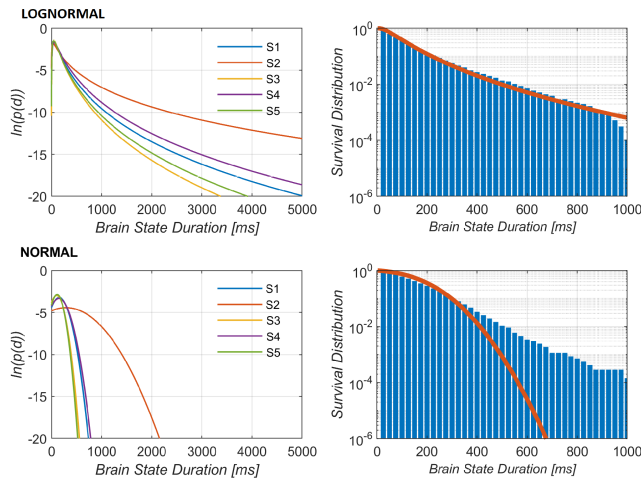 LOGNORMAL
ln(p(d))
0
-5
-10
-15
-20
S1
S2
S3
S4
S5
1000 2000 3000 4000 5000
Brain State Duration [ms]
Survival Distribution
10^0
10^-2
10^-4
10^-6
0 200 400 600 800 1000
Brain State Duration [ms]
NORMAL
ln(p(d))
0
-5
-10
-15
-20
S1
S2
S3
S4
S5
0 1000 2000 3000 4000 5000
Brain State Duration [ms]
Survival Distribution
10^0
10^-2
10^-4
10^-6
0 200 400 600 800 1000
Brain State Duration [ms]